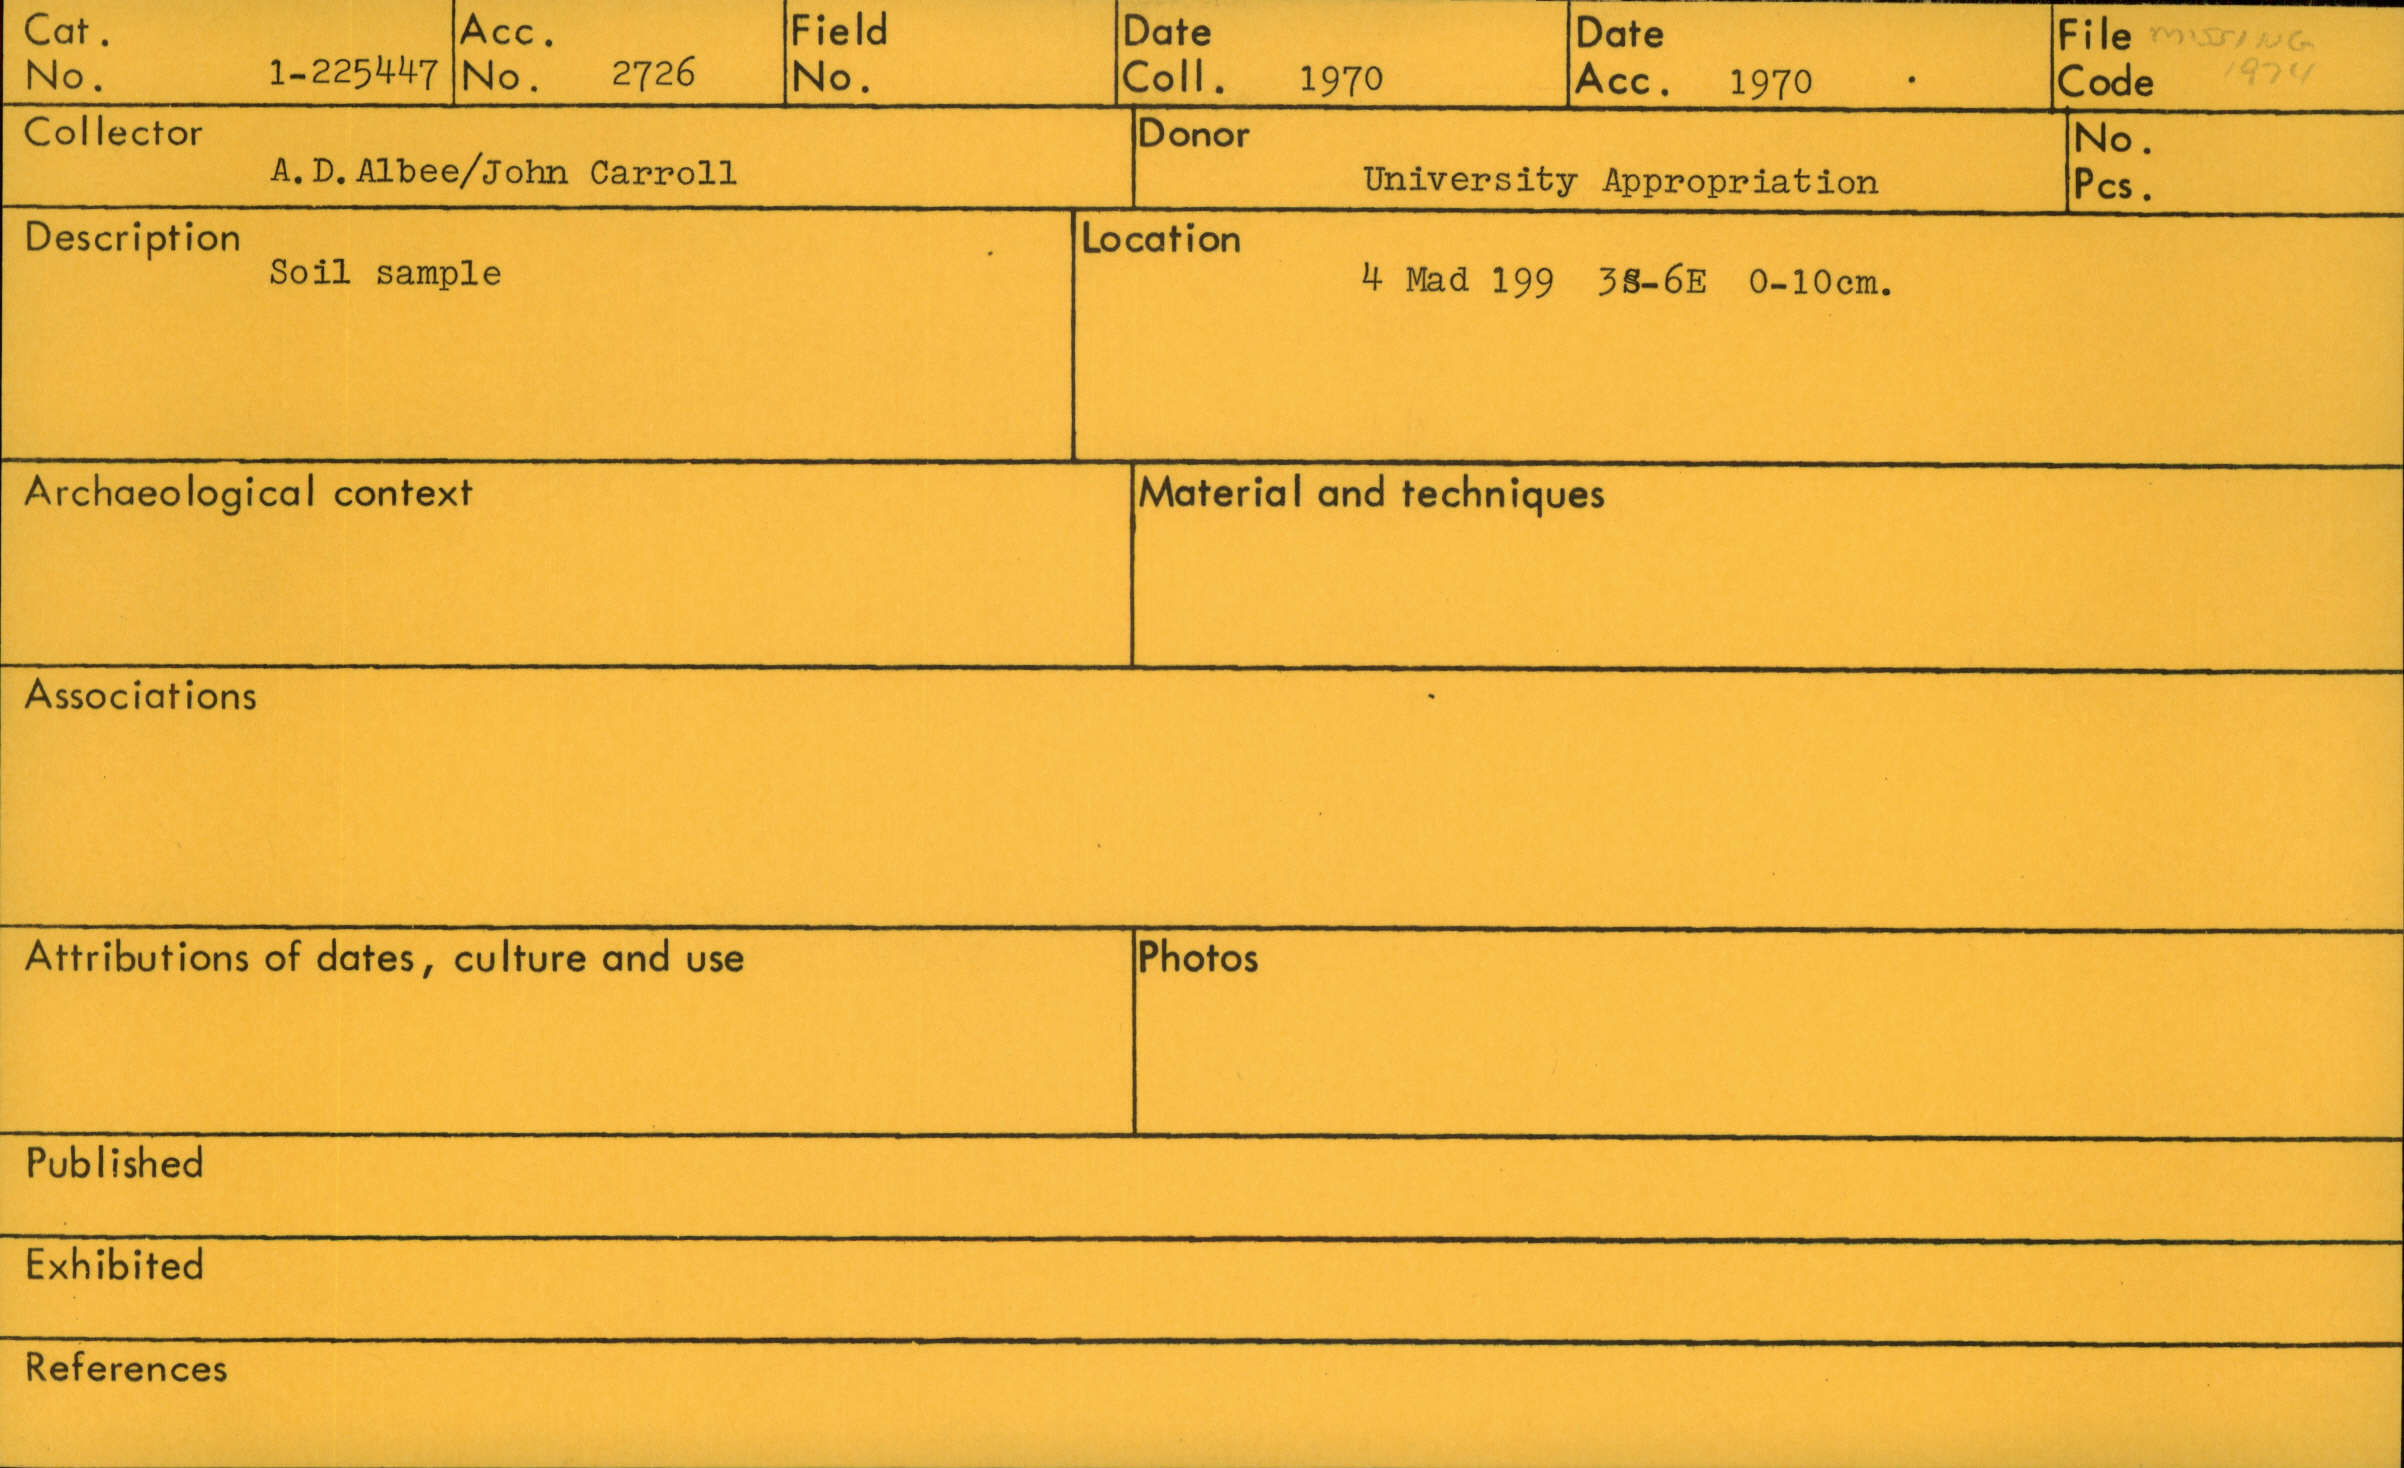 Cat. No. 1-225447
Acc. No. 2726
Field No.
Date Coll. 1970
Date Acc. 1970
File Code MISSING 1974
Collector
A.D. Albee/John Carroll
Donor
University Appropriation
No. Pcs.
Description
Soil sample
Location
4 Mad 199 3S-6E 0-10cm.
Archaeological context
Material and techniques
Associations
Attributions of dates, culture and use
Photos
Published
Exhibited
References